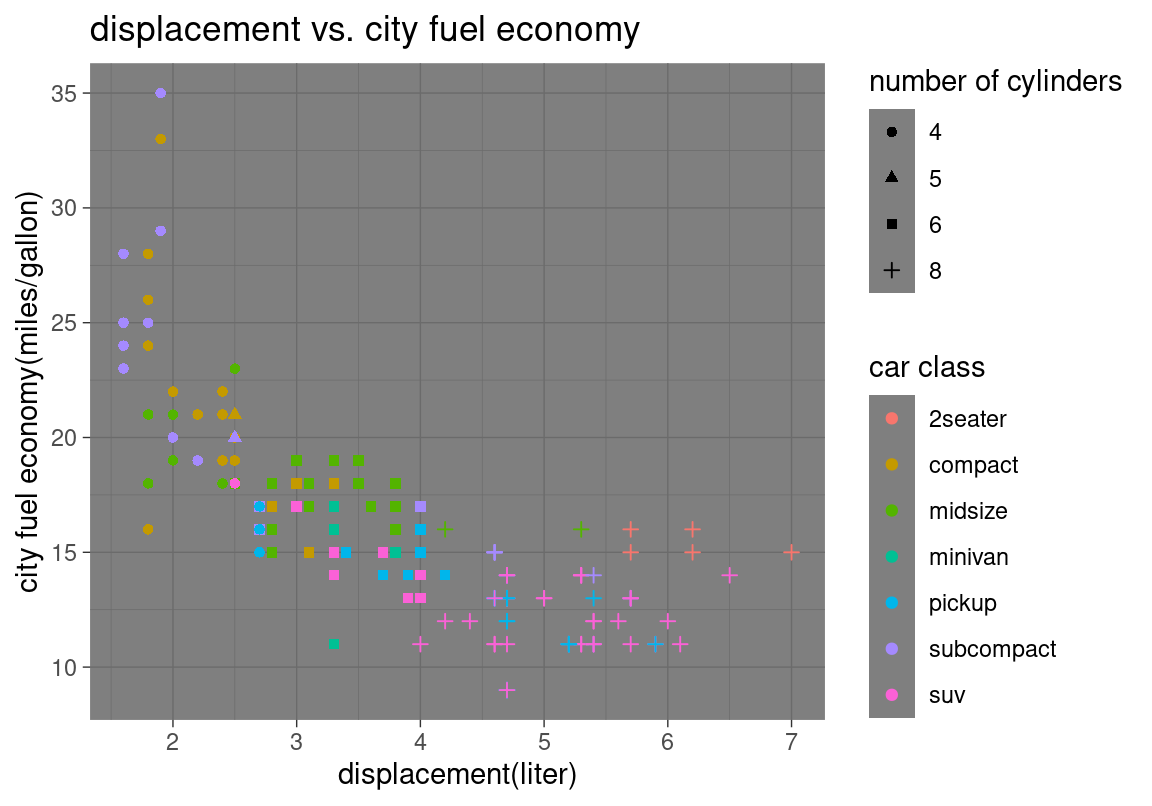 displacement vs. city fuel economy
city fuel economy(miles/gallon)
35
30
25
20
15
10
2
3
4
5
6
7
displacement(liter)
number of cylinders
4
5
6
8
car class
2seater
compact
midsize
minivan
pickup
subcompact
suv